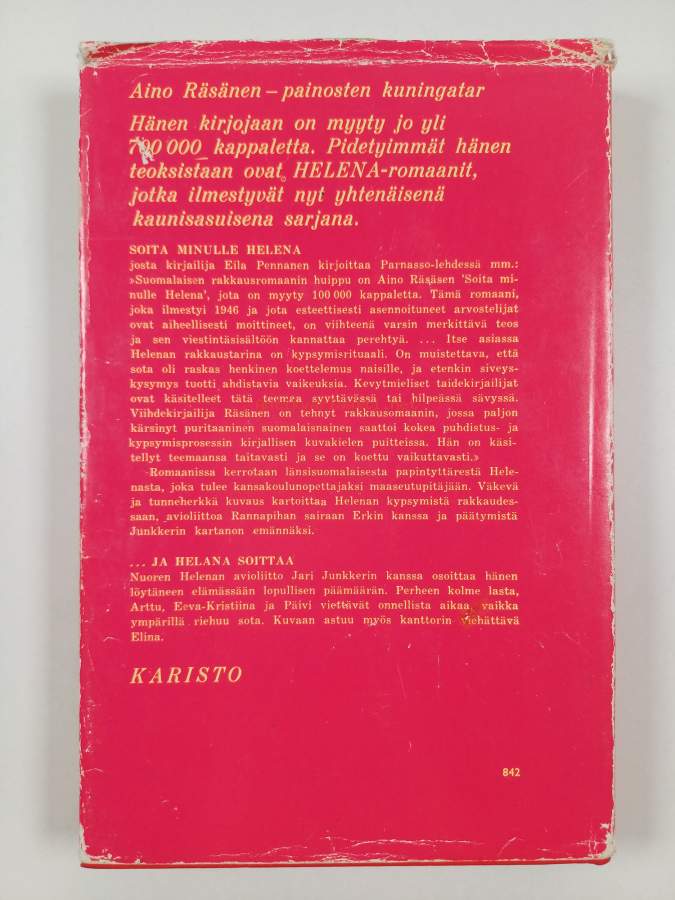 Aino Räsänen – painosten kuningatar
Hänen kirjojaan on myyty jo yli
700 000 kappaletta. Pidetyimmät hänen
teoksistaan ovat HELENA-romaanit,
jotka ilmestyvät nyt yhtenäisenä
kaunisasuisena sarjana.
SOITA MINULLE HELENA
josta kirjailija Eila Pennanen kirjoittaa Parnasso-lehdessä mm.:
»Suomalaisen rakkausromaanin huippu on Aino Räsäsen 'Soita mi-
nulle Helena', jota on myyty 100 000 kappaletta. Tämä romaani,
joka ilmestyi 1946 ja jota esteettisesti asennoituneet arvostelijat
ovat aiheellisesti moittineet, on viihteenä varsin merkittävä teos
ja sen viestintäsisältöön kannattaa perehtyä. ... Itse asiassa
Helenan rakkaustarina on kypsymisrituaali. On muistettava, että
sota oli raskas henkinen koettelemus naisille, ja etenkin siveys-
kysymys tuotti ahdistavia vaikeuksia. Kevytmieliset taidekirjailijat
ovat käsitelleet tätä teemaa syyttävässä tai hilpeässä sävyssä.
Viihdekirjailija Räsänen on tehnyt rakkausomaanin, jossa paljon
kärsinyt puritaaninen suomalaisnainen saattoi kokea puhdistus- ja
kypsymisprosessin kirjallisen kuvakielen puitteissa. Hän on käsi-
tellyt teemaansa taitavasti ja se on koettu vaikuttavasti.»
Romaanissa kerrotaan länsisuomalaisesta papintyttärestä Hele-
nasta, joka tulee kansakoulunopettajaksi maaseutupitäjään. Väkevä
ja tunneherkkä kuvaus kartoittaa Helenan kypsymistä rakkaudes-
saan, avioliittoa Rannapihan sairaan Erkin kanssa ja päätymistä
Junkkerin kartanon emännäksi.
... JA HELANA SOITTAA
Nuoren Helenan avioliitto Jari Junkkerin kanssa osoittaa hänen
löytäneen elämässään lopullisen päämäärän. Perheen kolme lasta,
Arttu, Eeva-Kristiina ja Päivi viettävät onnellista aikaa, vaikka
ympärillä riehuu sota. Kuvaan astuu myös kanttorin viehättävä
Elina.
KARISTO
842